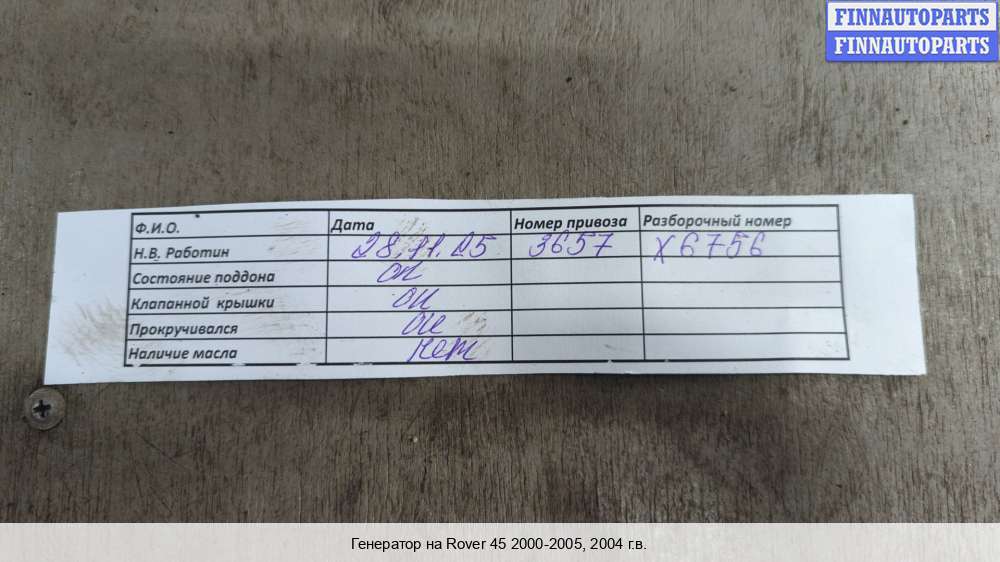 FINNAUTOPARTS
FINNAUTOPARTS
Ф.И.О. Дата Номер привоза Разборочный номер
Н.В. Работин 28.11.25 3657 X6756
Состояние поддона ок
Клапанной крышки ок
Прокручивался ок
Наличие масла нет
Генератор на Rover 45 2000-2005, 2004 г.в.